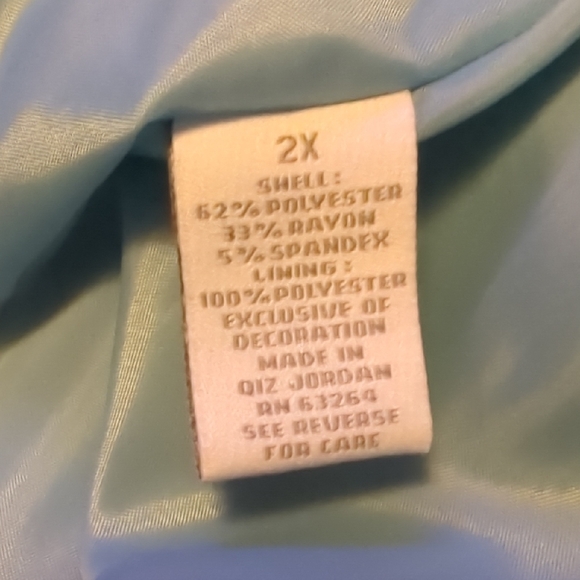 2X
SHELL:
62% POLYESTER
33% RAYON
5% SPANDEX
LINING:
100% POLYESTER
EXCLUSIVE OF
DECORATION
MADE IN
QIZ JORDAN
RN 63264
SEE REVERSE
FOR CARE